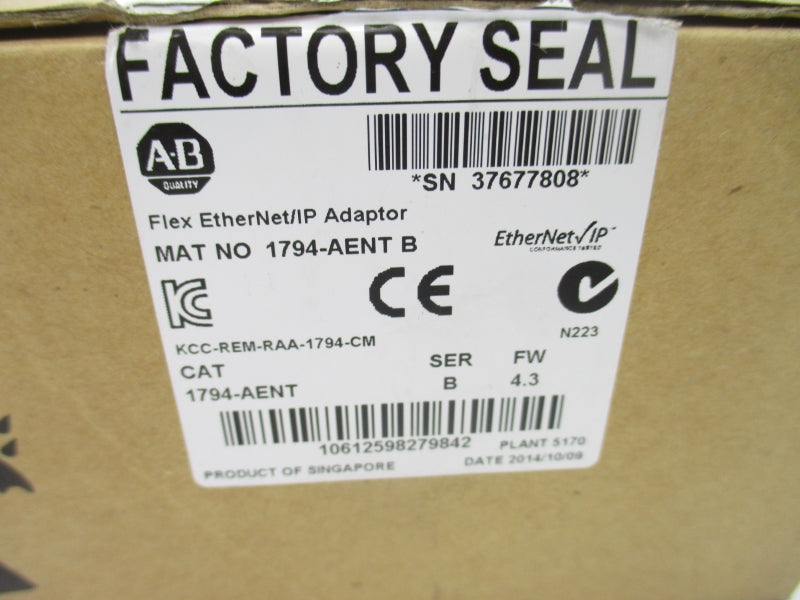 FACTORY SEAL
A-B
QUALITY
*SN 37677808*
Flex EtherNet/IP Adaptor
MAT NO 1794-AENT B
EtherNet/IP
CONFORMANCE TESTED
KC
CE
N223
KCC-REM-RAA-1794-CM
CAT SER FW
1794-AENT B 4.3
10612598279842 PLANT 5170
PRODUCT OF SINGAPORE DATE 2014/10/09